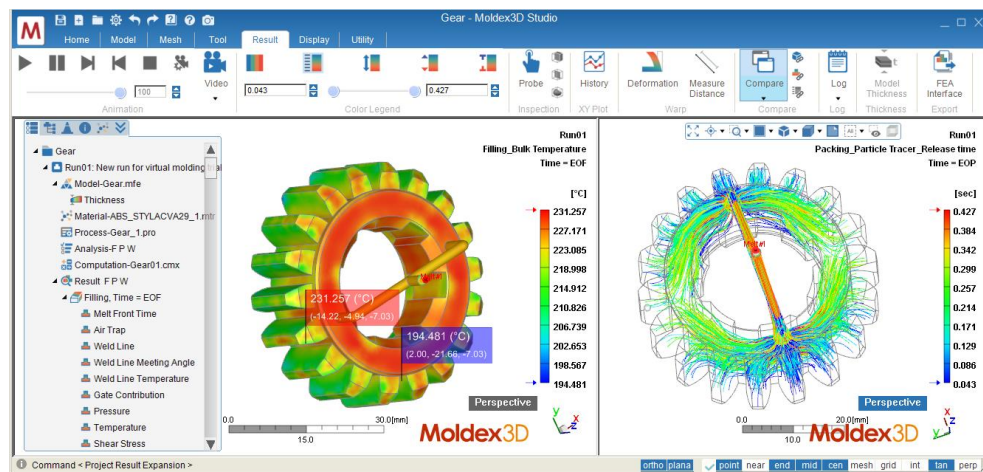 Gear - Moldex3D Studio
M
Home Model Mesh Tool Result Display Utility
100
Video
0.043
0.427
Probe
History
Deformation
Measure Distance
Compare
Log
Model Thickness
FEA Interface
Animation
Color Legend
Inspection
XY Plot
Warp
Compare
Log
Thickness
Export
Gear
Run01: New run for virtual molding trial
Model-Gear.mfe
Thickness
Material-ABS_STYLACVA29_1.mtr
Process-Gear_1.pro
Analysis-F P W
Computation-Gear01.cmx
Result F P W
Filling, Time = EOF
Melt Front Time
Air Trap
Weld Line
Weld Line Meeting Angle
Weld Line Temperature
Gate Contribution
Pressure
Temperature
Shear Stress
Run01
Filling_Bulk Temperature
Time = EOF
[°C]
231.257
227.171
223.085
218.998
214.912
210.826
206.739
202.653
198.567
194.481
231.257 (°C)
(-14.22, -4.94, -7.03)
194.481 (°C)
(2.00, -21.66, -7.03)
Perspective
0.0 30.0[mm]
15.0
Moldex3D
y
x
z
Run01
Packing_Particle Tracer_Release time
Time = EOP
[sec]
0.427
0.384
0.342
0.299
0.257
0.214
0.171
0.129
0.086
0.043
Perspective
0.0 20.0[mm]
10.0
Moldex3D
x
z
y
Command < Project Result Expansion >
ortho plana point near end mid cen mesh grid int tan perp